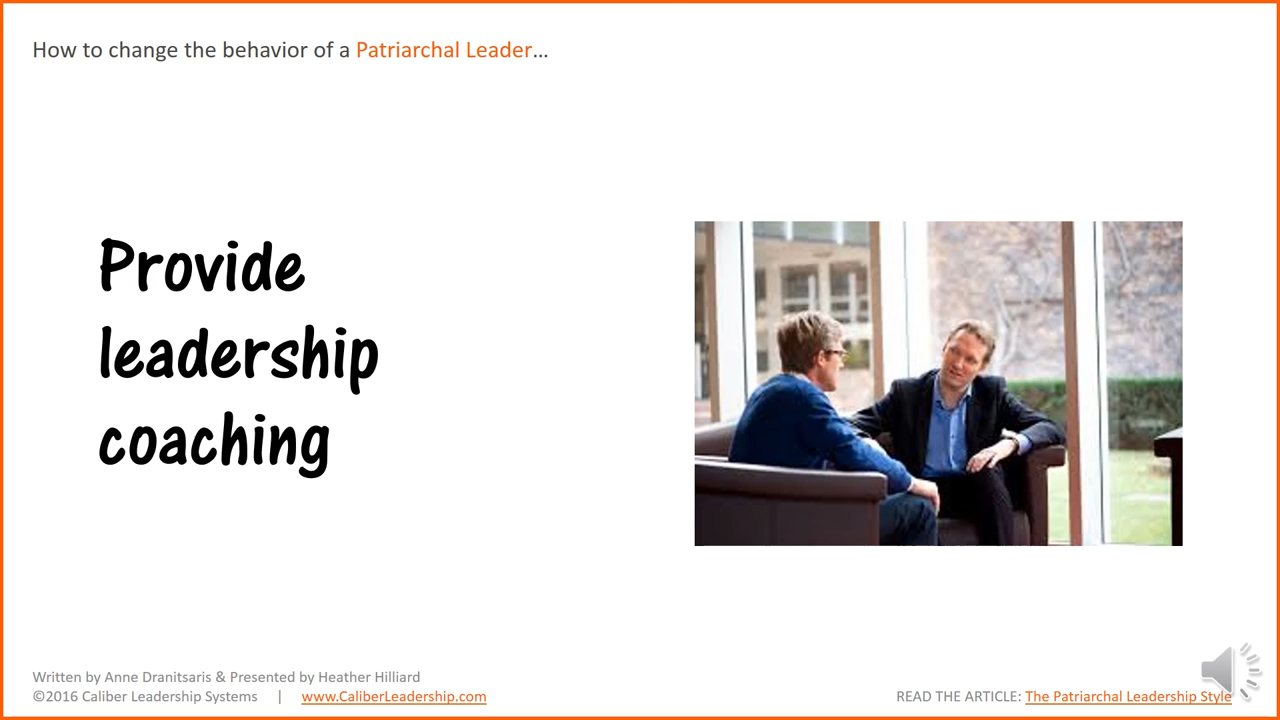 How to change the behavior of a Patriarchal Leader…
Provide
leadership
coaching
Written by Anne Dranitsaris & Presented by Heather Hilliard
©2016 Caliber Leadership Systems | www.CaliberLeadership.com
READ THE ARTICLE: The Patriarchal Leadership Style